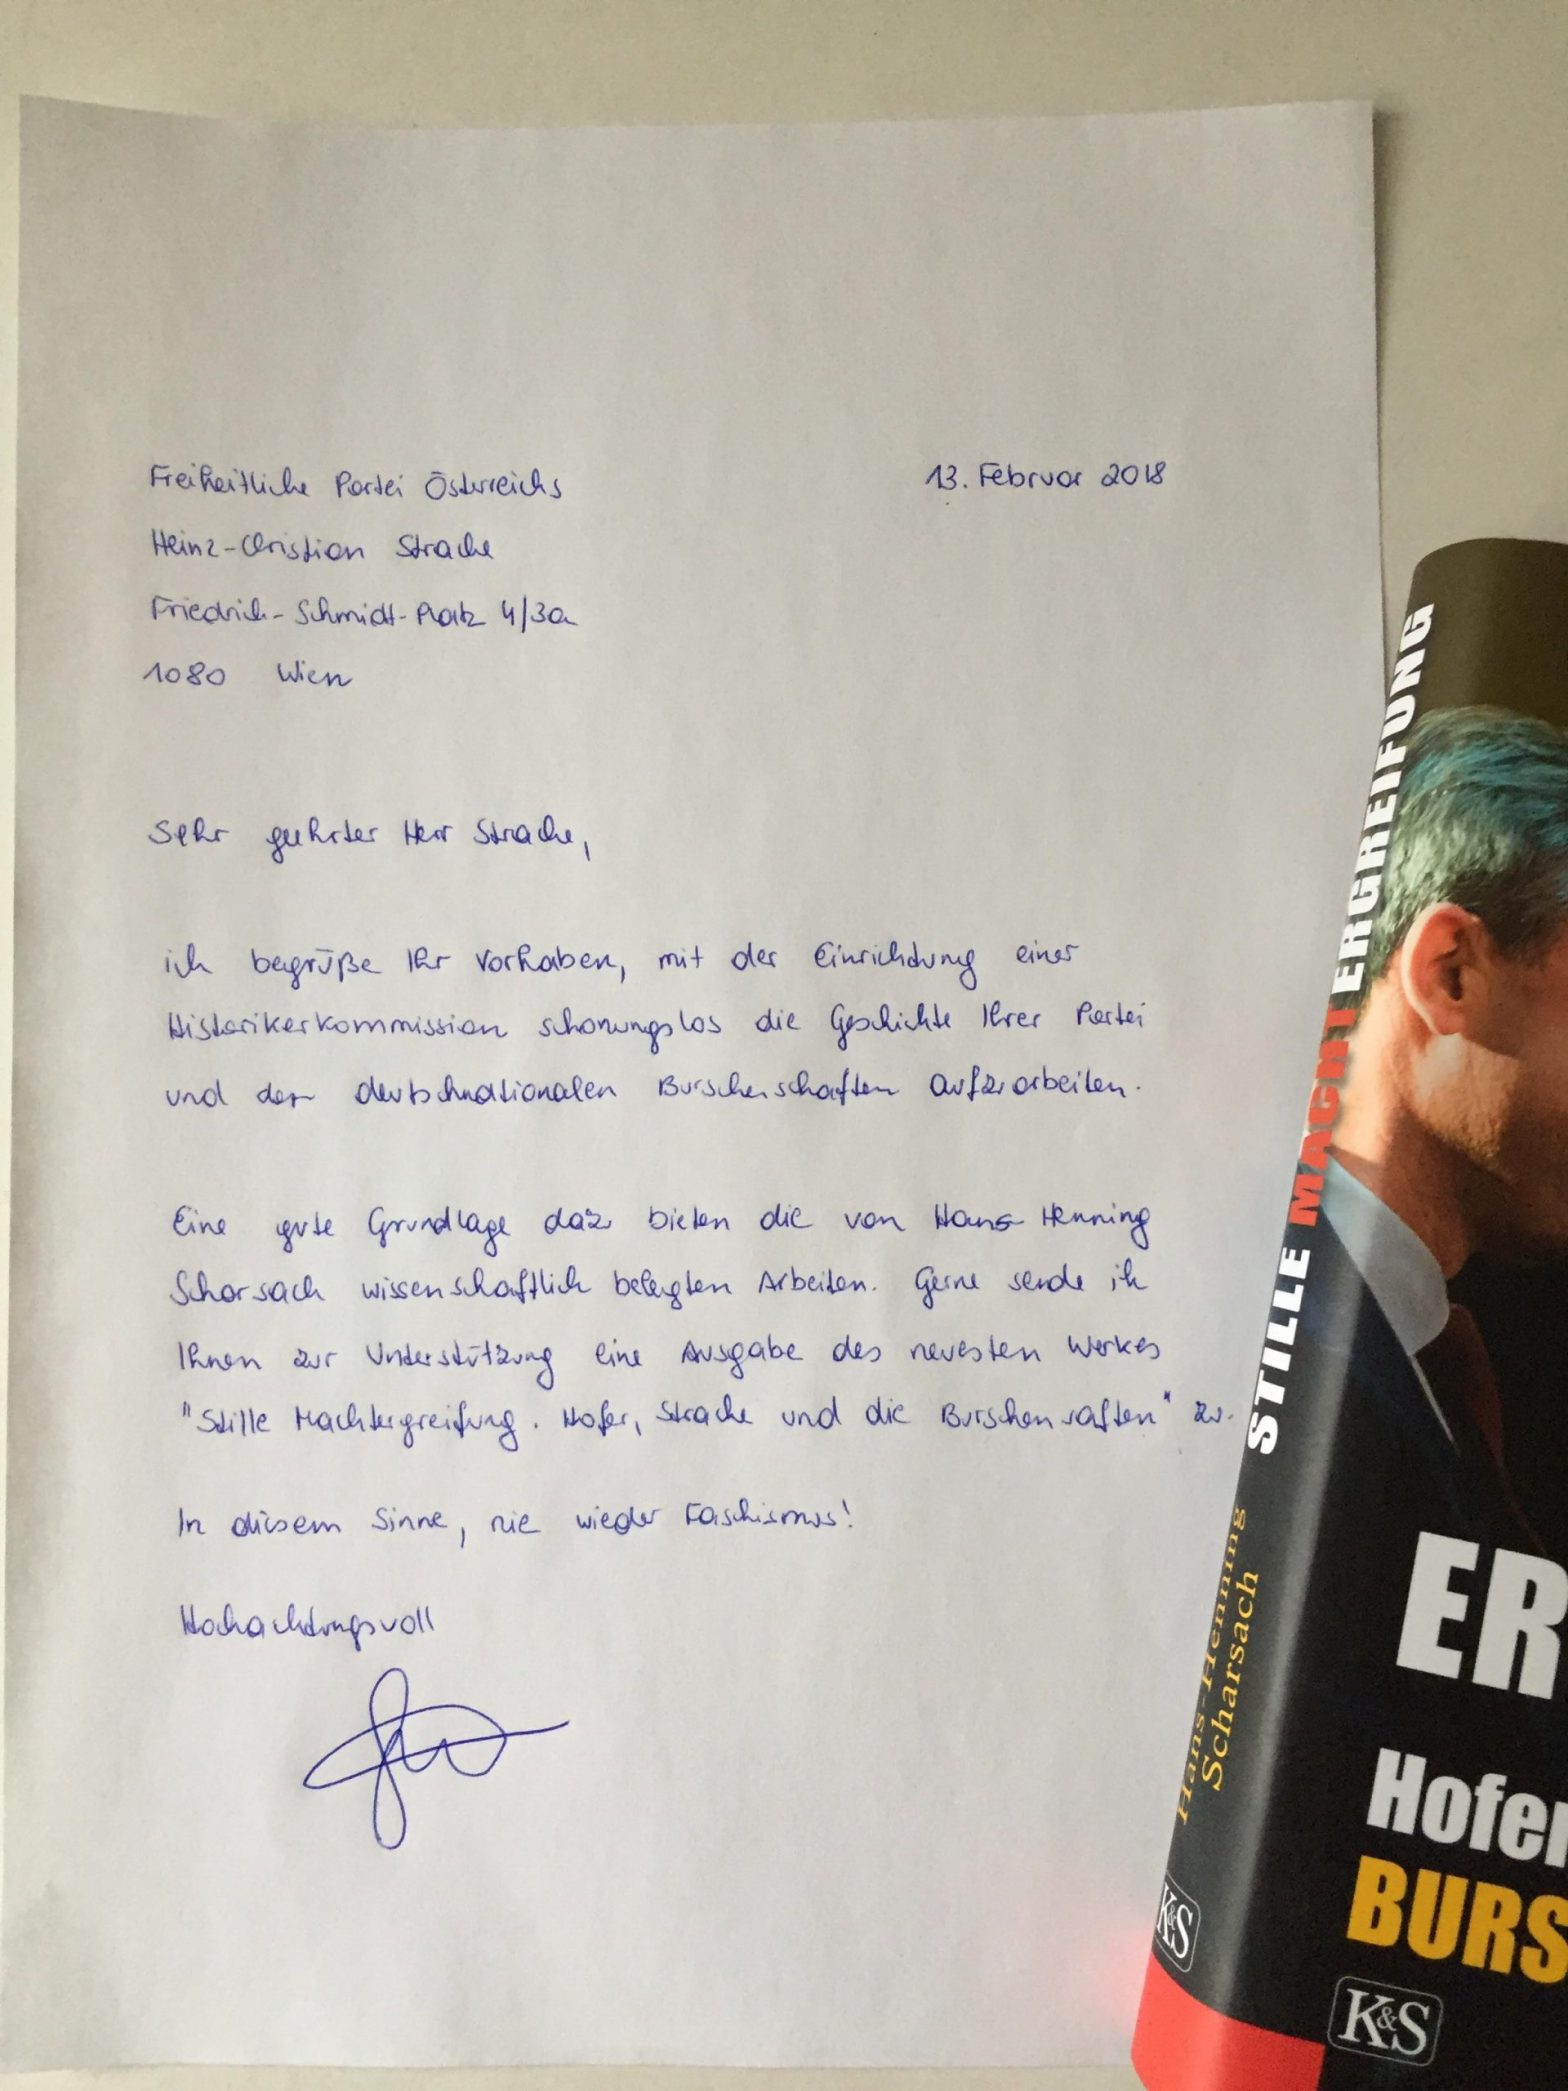 Freiheitliche Partei Österreichs
13. Februar 2018
Heinz-Christian Strache
Friedrich-Schmidt-Platz 4/3a
1080 Wien
Sehr geehrter Herr Strache,
ich begrüße Ihr Vorhaben, mit der Einrichtung einer
Historikerkommission schonungslos die Geschichte Ihrer Partei
und der deutschnationalen Burschenschaften aufzuarbeiten.
Eine gute Grundlage dazu bieten die von Hans Henning
Scharsach wissenschaftlich belegten Arbeiten. Gerne sende ich
Ihnen zur Unterstützung eine Ausgabe des neuesten Werkes
"Stille Machtergreifung. Hofer, Strache und die Burschensaften" zu.
In diesem Sinne, nie wieder Faschismus!
Hochachtungsvoll
STILLE MACHTERGREIFUNG
Hans-Henning
Scharsach
K&S
ER
Hofer
BURS
K&S